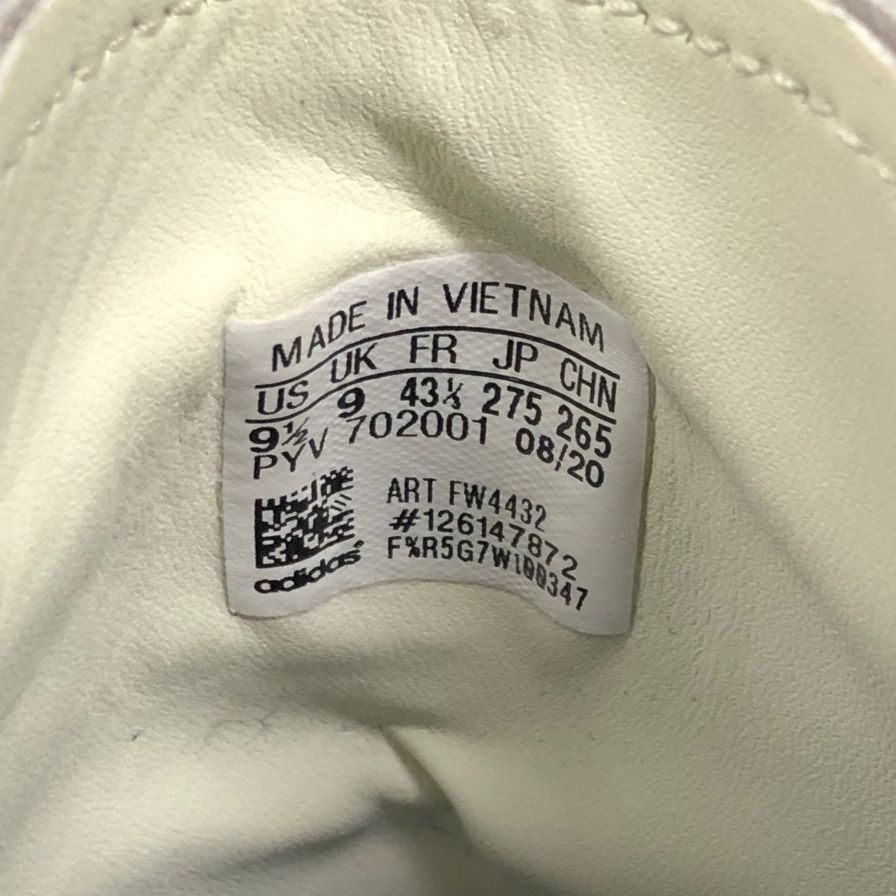 MADE IN VIETNAM
US UK FR JP CHN
9½ 9 43⅓ 275 265
PYV 702001 08/20
ART FW4432
#126147872
F%R5G7W100347
adidas